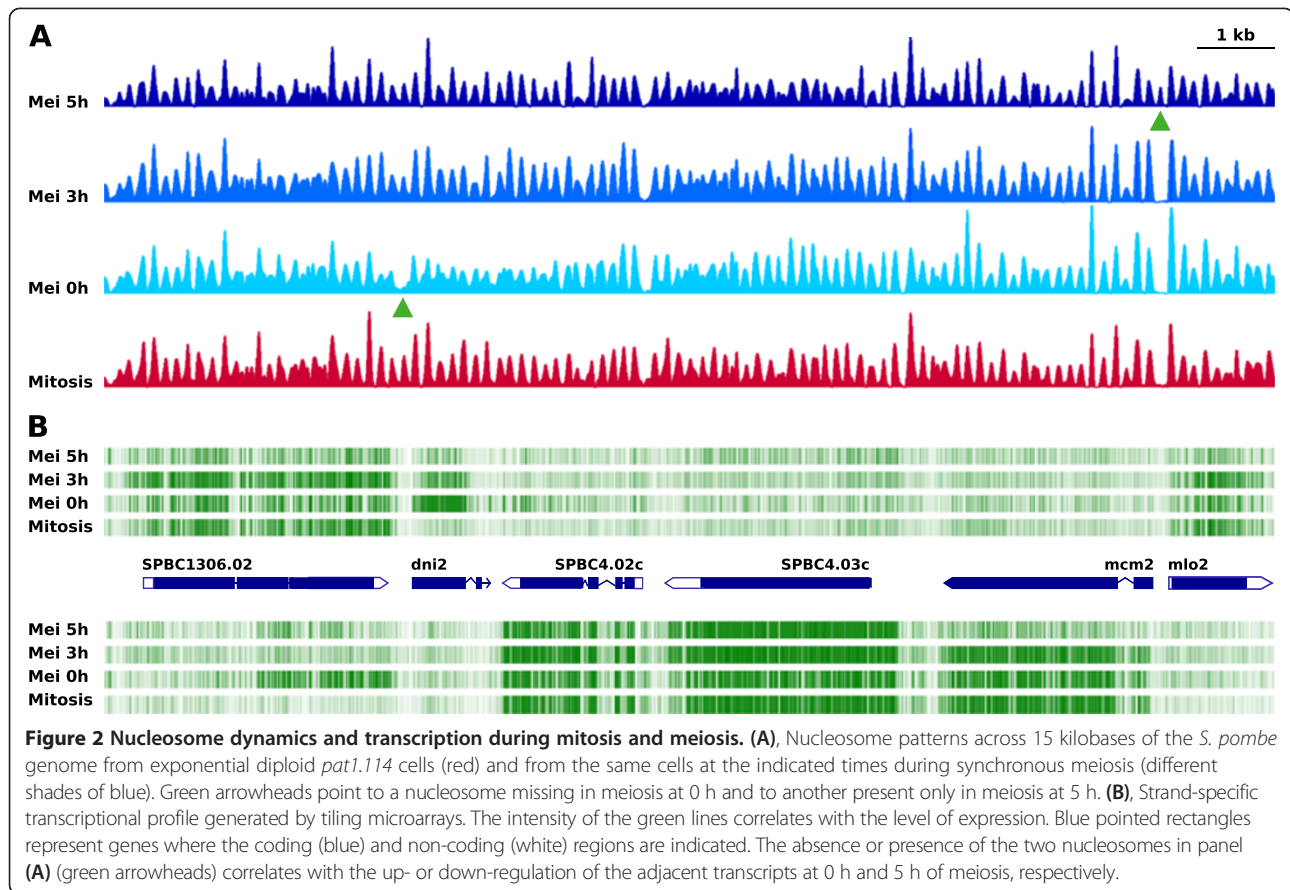 A
1 kb
Mei 5h
Mei 3h
Mei 0h
Mitosis
B
Mei 5h
Mei 3h
Mei 0h
Mitosis
SPBC1306.02 dni2 SPBC4.02c SPBC4.03c mcm2 mlo2
Mei 5h
Mei 3h
Mei 0h
Mitosis
Figure 2 Nucleosome dynamics and transcription during mitosis and meiosis. (A), Nucleosome patterns across 15 kilobases of the S. pombe
genome from exponential diploid pat1.114 cells (red) and from the same cells at the indicated times during synchronous meiosis (different
shades of blue). Green arrowheads point to a nucleosome missing in meiosis at 0 h and to another present only in meiosis at 5 h. (B), Strand-specific
transcriptional profile generated by tiling microarrays. The intensity of the green lines correlates with the level of expression. Blue pointed rectangles
represent genes where the coding (blue) and non-coding (white) regions are indicated. The absence or presence of the two nucleosomes in panel
(A) (green arrowheads) correlates with the up- or down-regulation of the adjacent transcripts at 0 h and 5 h of meiosis, respectively.